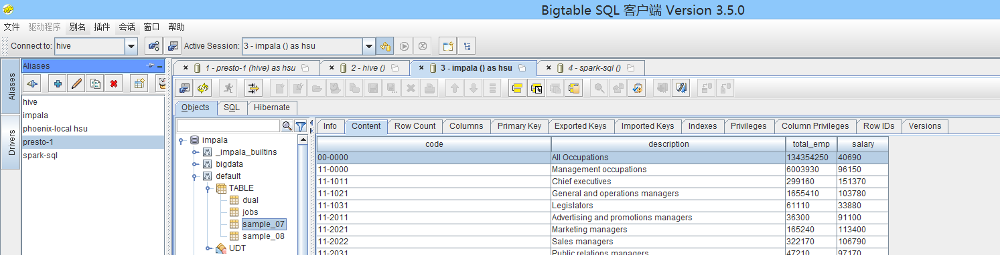 Bigtable SQL 客户端 Version 3.5.0
文件 驱动程序 别名 插件 会话 窗口 帮助
Connect to: hive Active Session: 3 - impala () as hsu
Aliases
Drivers
Aliases
hive
impala
phoenix-local hsu
presto-1
spark-sql
1 - presto-1 (hive) as hsu 2 - hive () 3 - impala () as hsu 4 - spark-sql ()
Objects SQL Hibernate
impala
_impala_builtins
bigdata
default
TABLE
dual
jobs
sample_07
sample_08
UDT
Info Content Row Count Columns Primary Key Exported Keys Imported Keys Indexes Privileges Column Privileges Row IDs Versions
code description total_emp salary
00-0000 All Occupations 134354250 40690
11-0000 Management occupations 6003930 96150
11-1011 Chief executives 299160 151370
11-1021 General and operations managers 1655410 103780
11-1031 Legislators 61110 33880
11-2011 Advertising and promotions managers 36300 91100
11-2021 Marketing managers 165240 113400
11-2022 Sales managers 322170 106790
11-2031 Public relations managers 47210 97170